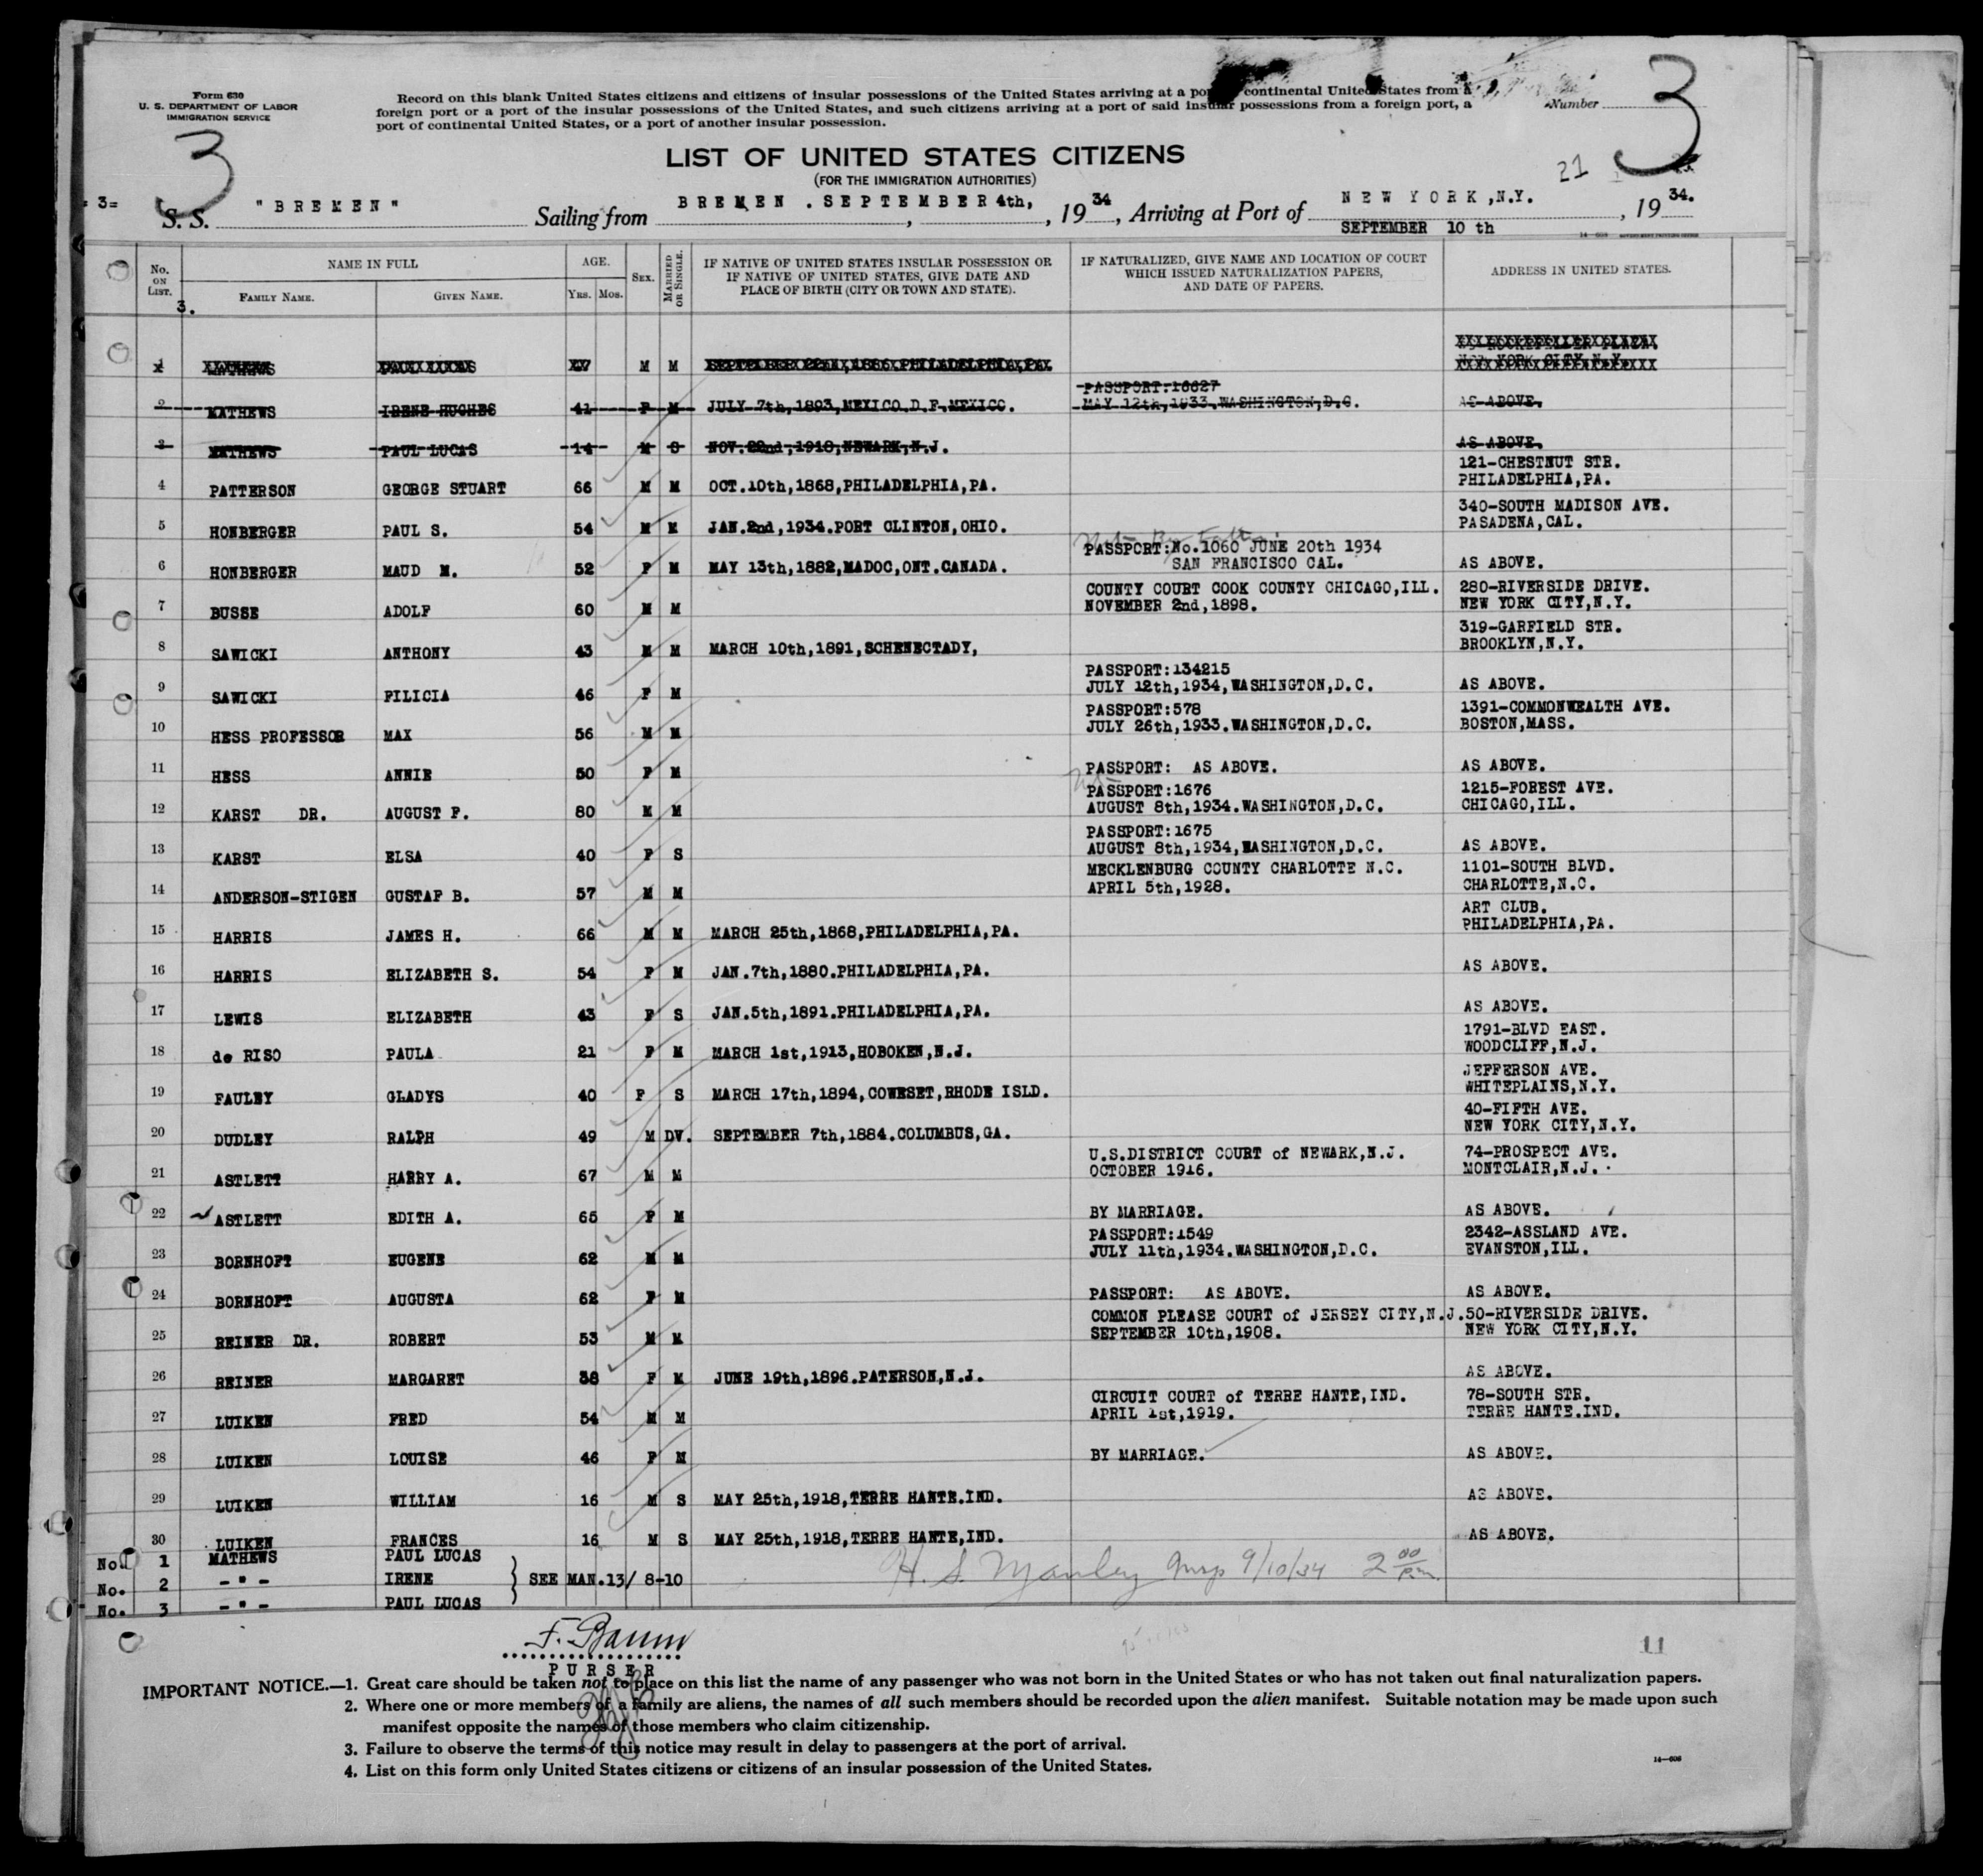 Form 630
U. S. DEPARTMENT OF LABOR
IMMIGRATION SERVICE
Record on this blank United States citizens and citizens of insular possessions of the United States arriving at a port continental United States from a
foreign port or a port of the insular possessions of the United States, and such citizens arriving at a port of said insular possessions from a foreign port, a
port of continental United States, or a port of another insular possession.
Number
3
3
LIST OF UNITED STATES CITIZENS
(FOR THE IMMIGRATION AUTHORITIES)
21
3=
S. S. "BREMEN" Sailing from BREMEN . SEPTEMBER 4th, , 1934, Arriving at Port of NEW YORK, N.Y. , 1934.
SEPTEMBER 10 th
No. ON LIST. NAME IN FULL AGE. SEX. MARRIED OR SINGLE. IF NATIVE OF UNITED STATES INSULAR POSSESSION OR IF NATIVE OF UNITED STATES, GIVE DATE AND PLACE OF BIRTH (CITY OR TOWN AND STATE). IF NATURALIZED, GIVE NAME AND LOCATION OF COURT WHICH ISSUED NATURALIZATION PAPERS, AND DATE OF PAPERS. ADDRESS IN UNITED STATES.
FAMILY NAME. GIVEN NAME. YRS. MOS.
3.
1 M M SEPTEMBER 1886 PHILADELPHIA, PA
2 MATHEWS IRENE HUGHES 41 F M JULY 7th, 1893, MEXICO D.F. MEXICO. PASSPORT:16627 MAY 12th, 1933, WASHINGTON, D.C. AS ABOVE.
3 MATHEWS PAUL LUCAS 14 M S NOV. 22nd, 1918, NEWARK, N.J. AS ABOVE.
4 PATTERSON GEORGE STUART 66 M M OCT.10th,1868,PHILADELPHIA,PA. 121-CHESTNUT STR. PHILADELPHIA,PA.
5 HONBERGER PAUL S. 54 M M JAN.2nd,1934.PORT CLINTON,OHIO. 340-SOUTH MADISON AVE. PASADENA,CAL.
6 HONBERGER MAUD M. 52 F M MAY 13th,1882,MADOC,ONT.CANADA. PASSPORT:No.1060 JUNE 20th 1934 SAN FRANCISCO CAL. AS ABOVE.
7 BUSSE ADOLF 60 M M COUNTY COURT COOK COUNTY CHICAGO,ILL. NOVEMBER 2nd,1898. 280-RIVERSIDE DRIVE. NEW YORK CITY,N.Y.
8 SAWICKI ANTHONY 43 M M MARCH 10th,1891,SCHENECTADY, 319-GARFIELD STR. BROOKLYN,N.Y.
9 SAWICKI FILICIA 46 F M PASSPORT:134215 JULY 12th,1934,WASHINGTON,D.C. AS ABOVE.
10 HESS PROFESSOR MAX 56 M M PASSPORT:578 JULY 26th,1933.WASHINGTON,D.C. 1391-COMMONWEALTH AVE. BOSTON,MASS.
11 HESS ANNIE 50 F M PASSPORT: AS ABOVE. AS ABOVE.
12 KARST DR. AUGUST F. 80 M M PASSPORT:1676 AUGUST 8th,1934.WASHINGTON,D.C. 1215-FOREST AVE. CHICAGO,ILL.
13 KARST ELSA 40 F S PASSPORT:1675 AUGUST 8th,1934,WASHINGTON,D.C. AS ABOVE.
14 ANDERSON-STIGEN GUSTAF B. 57 M M MECKLENBURG COUNTY CHARLOTTE N.C. APRIL 5th,1928. 1101-SOUTH BLVD. CHARLOTTE,N.C.
15 HARRIS JAMES H. 66 M M MARCH 25th,1868,PHILADELPHIA,PA. ART CLUB. PHILADELPHIA,PA.
16 HARRIS ELIZABETH S. 54 F M JAN.7th,1880.PHILADELPHIA,PA. AS ABOVE.
17 LEWIS ELIZABETH 43 F S JAN.5th,1891.PHILADELPHIA,PA. AS ABOVE.
18 de RISO PAULA 21 F M MARCH 1st,1913,HOBOKEN,N.J. 1791-BLVD EAST. WOODCLIFF,N.J.
19 FAULEY GLADYS 40 F S MARCH 17th,1894,COWESET,RHODE ISLD. JEFFERSON AVE. WHITEPLAINS,N.Y.
20 DUDLEY RALPH 49 M DV. SEPTEMBER 7th,1884.COLUMBUS,GA. 40-FIFTH AVE. NEW YORK CITY,N.Y.
21 ASTLETT HARRY A. 67 M M U.S.DISTRICT COURT of NEWARK,N.J. OCTOBER 1916. 74-PROSPECT AVE. MONTCLAIR,N.J.
22 ASTLETT EDITH A. 65 F M BY MARRIAGE. AS ABOVE.
23 BORNHOFT EUGENE 62 M M PASSPORT:1549 JULY 11th,1934.WASHINGTON,D.C. 2342-ASSLAND AVE. EVANSTON,ILL.
24 BORNHOFT AUGUSTA 62 F M PASSPORT: AS ABOVE. AS ABOVE.
25 REINER DR. ROBERT 53 M M COMMON PLEASE COURT of JERSEY CITY,N.J. SEPTEMBER 10th,1908. 50-RIVERSIDE DRIVE. NEW YORK CITY,N.Y.
26 REINER MARGARET 38 F M JUNE 19th,1896.PATERSON,N.J. AS ABOVE.
27 LUIKEN FRED 54 M M CIRCUIT COURT of TERRE HANTE,IND. APRIL 1st,1919. 78-SOUTH STR. TERRE HANTE.IND.
28 LUIKEN LOUISE 46 F M BY MARRIAGE. AS ABOVE.
29 LUIKEN WILLIAM 16 M S MAY 25th,1918,TERRE HANTE.IND. AS ABOVE.
30 LUIKEN FRANCES 16 M S MAY 25th,1918,TERRE HANTE,IND. AS ABOVE.
No. 1 MATHEWS PAUL LUCAS
No. 2 - " - IRENE SEE MAN.13/ 8-10
No. 3 - " - PAUL LUCAS
H. S. Manley Insp 9/10/34 2 00 P.m.
F. Baum
PURSER
11
IMPORTANT NOTICE.—1. Great care should be taken not to place on this list the name of any passenger who was not born in the United States or who has not taken out final naturalization papers.
2. Where one or more members of a family are aliens, the names of all such members should be recorded upon the alien manifest. Suitable notation may be made upon such
manifest opposite the names of those members who claim citizenship.
3. Failure to observe the terms of this notice may result in delay to passengers at the port of arrival.
4. List on this form only United States citizens or citizens of an insular possession of the United States.
14—608